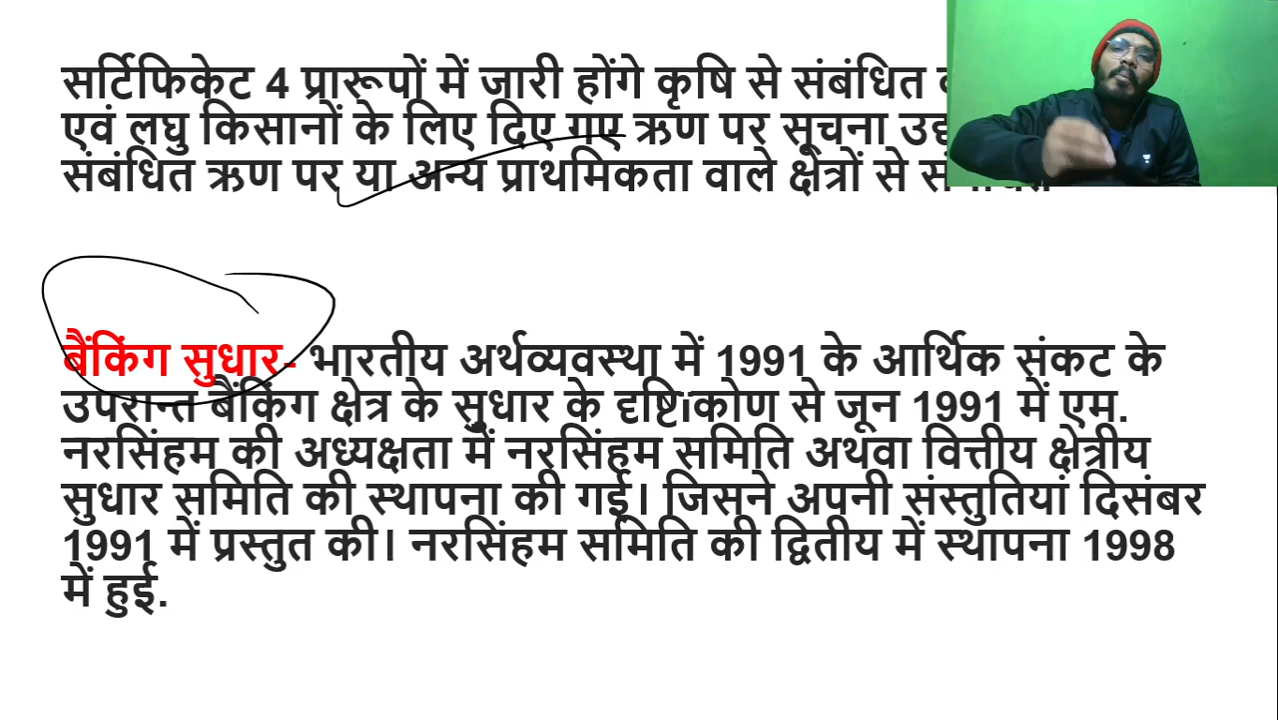 सर्टिफिकेट 4 प्रारूपों में जारी होंगे कृषि से संबंधित
एवं लघु किसानों के लिए दिए गए ऋण पर सूचना
संबंधित ऋण पर या अन्य प्राथमिकता वाले क्षेत्रों से
बैंकिंग सुधार- भारतीय अर्थव्यवस्था में 1991 के आर्थिक संकट के
उपरान्त बैंकिंग क्षेत्र के सुधार के दृष्टिiकोण से जून 1991 में एम.
नरसिंहम की अध्यक्षता में नरसिंहम समिति अथवा वित्तीय क्षेत्रीय
सुधार समिति की स्थापना की गई। जिसने अपनी संस्तुतियां दिसंबर
1991 में प्रस्तुत की। नरसिंहम समिति की द्वितीय में स्थापना 1998
में हुई.